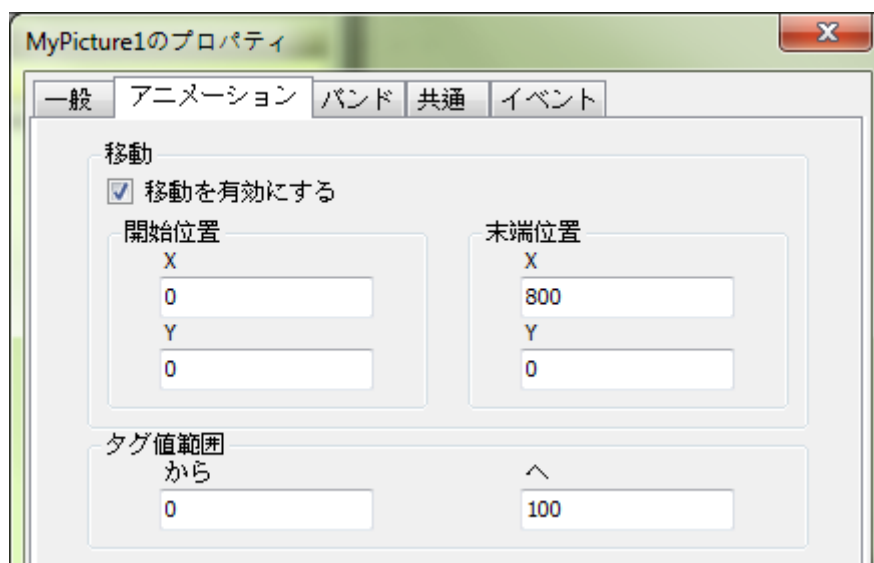 MyPicture1のプロパティ
一般 アニメーション バンド 共通 イベント
移動
移動を有効にする
開始位置 末端位置
X X
0 800
Y Y
0 0
タグ値範囲
から へ
0 100